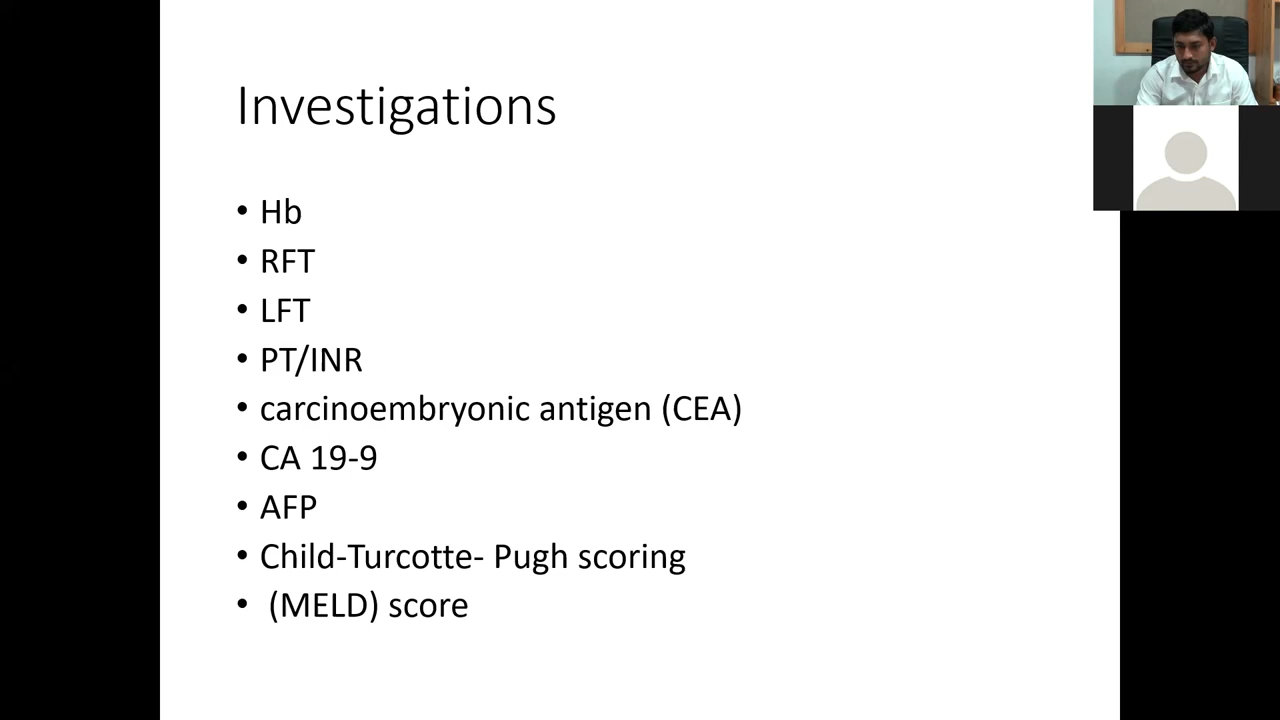 Investigations
• Hb
• RFT
• LFT
• PT/INR
• carcinoembryonic antigen (CEA)
• CA 19-9
• AFP
• Child-Turcotte- Pugh scoring
• (MELD) score